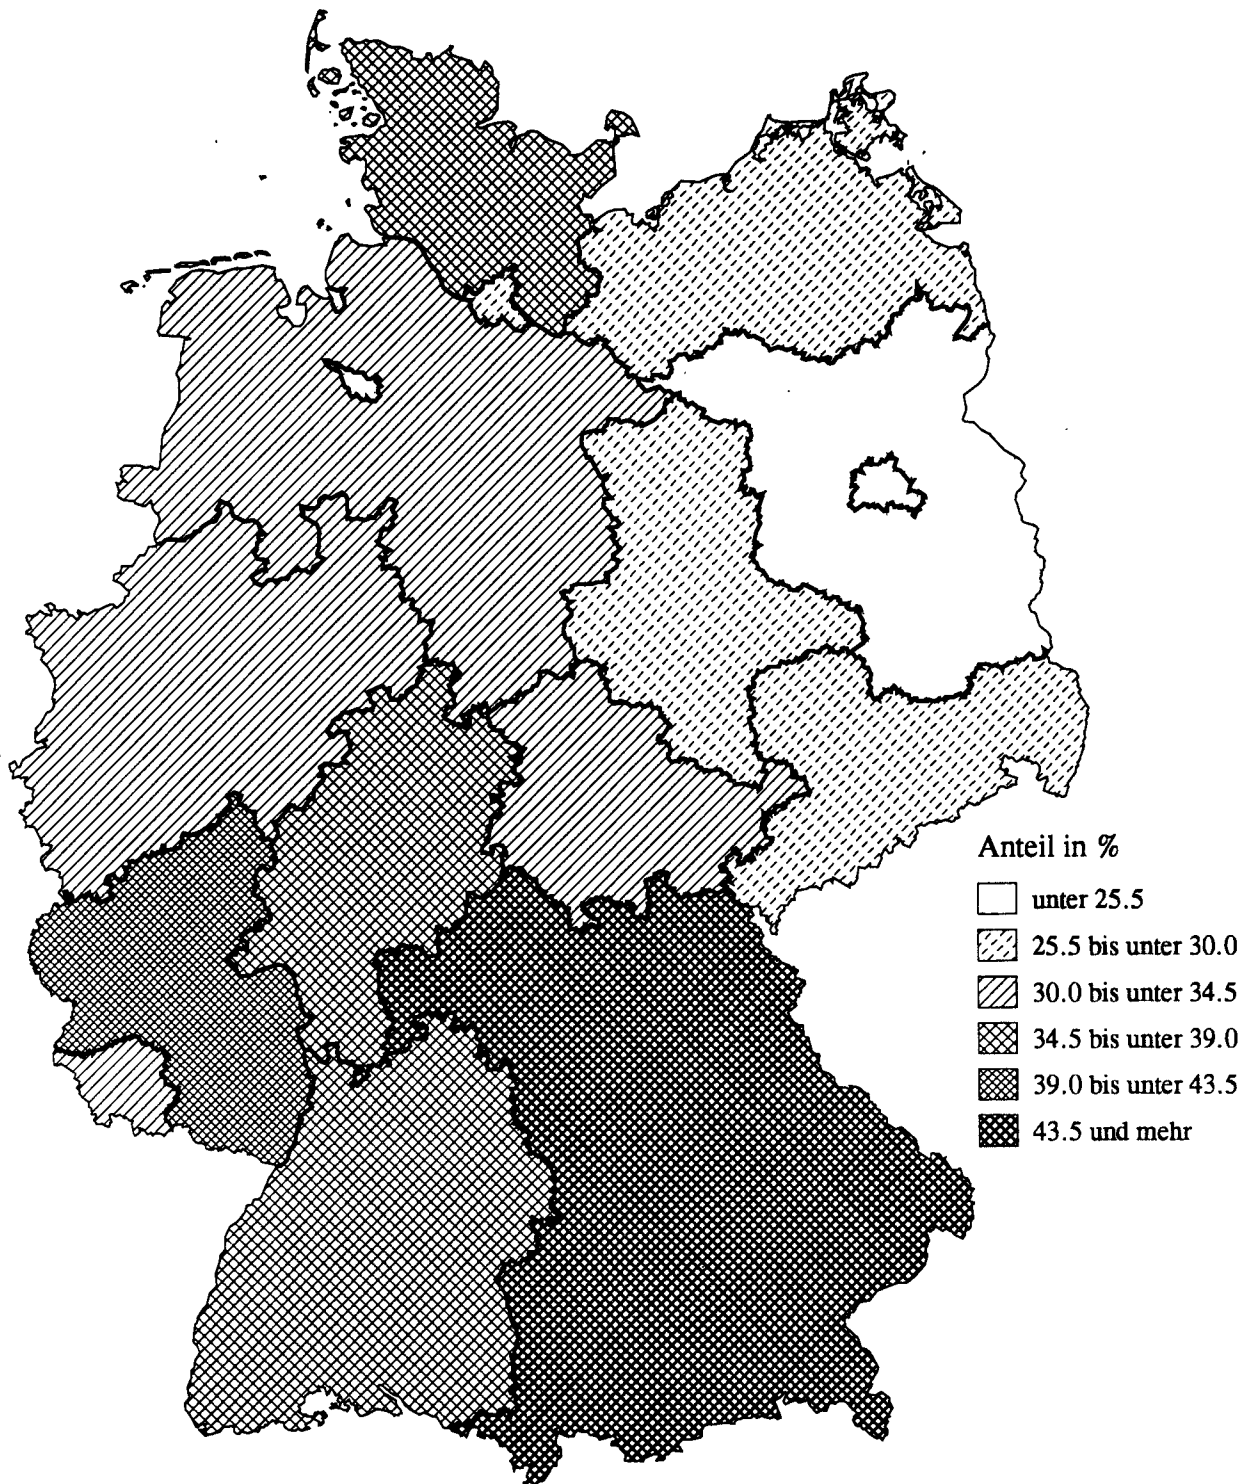 Anteil in %
unter 25.5
25.5 bis unter 30.0
30.0 bis unter 34.5
34.5 bis unter 39.0
39.0 bis unter 43.5
43.5 und mehr